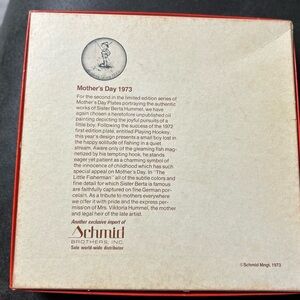 Mother's Day 1973
For the second in the limited edition series of
Mother's Day Plates portraying the authentic
works of Sister Berta Hummel, we have
again chosen a heretofore unpublished oil
painting depicting the joyful pursuits of a
little boy. Following the success of the 1972
first edition plate, entitled Playing Hooky,
this year's design presents a small boy lost in
the happy solitude of fishing in a quiet
stream. Aware only of the gleaming fish mag-
netized by his tempting hook, he stands
eager yet patient as a charming symbol of
the innocence of childhood which has such
special appeal on Mother's Day. In "The
Little Fisherman" all of the subtle colors and
fine detail for which Sister Berta is famous
are faithfully captured on fine German por-
celain. As a tribute to mothers everywhere
we offer it with pride and the express per-
mission of Mrs. Viktoria Hummel, the mother
and legal heir of the late artist.
Another exclusive import of
Schmid
BROTHERS, INC.
Sole world-wide distributor
©Schmid Mngl. 1973